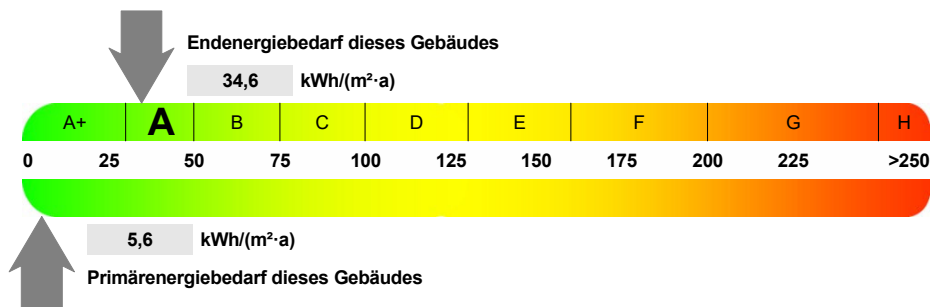 Endenergiebedarf dieses Gebäudes
34,6 kWh/(m²·a)
A+ A B C D E F G H
0 25 50 75 100 125 150 175 200 225 >250
5,6 kWh/(m²·a)
Primärenergiebedarf dieses Gebäudes